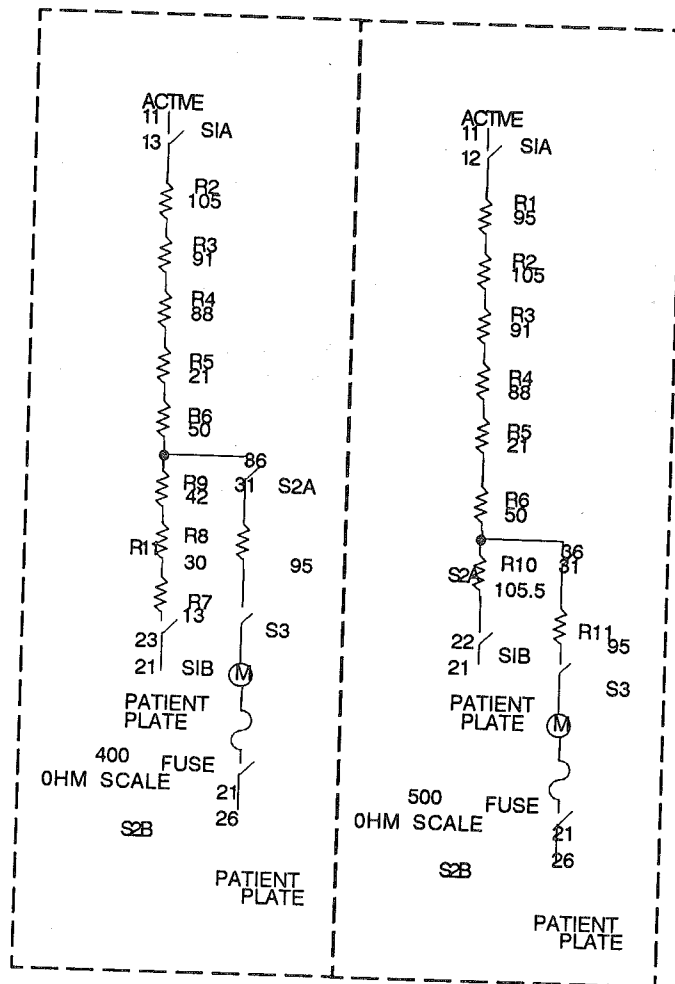 ACTIVE
11
13
SIA
R2
105
R3
91
R4
88
R5
21
R6
50
86
31
S2A
R9
42
R11
R8
30
95
R7
13
23
S3
21
SIB
M
PATIENT
PLATE
400
OHM SCALE
FUSE
21
26
S2B
PATIENT
PLATE
ACTIVE
11
12
SIA
R1
95
R2
105
R3
91
R4
88
R5
21
R6
50
36
31
S2A
R10
105.5
R11
95
22
21
SIB
S3
PATIENT
PLATE
M
500
OHM SCALE
FUSE
21
26
S2B
PATIENT
PLATE